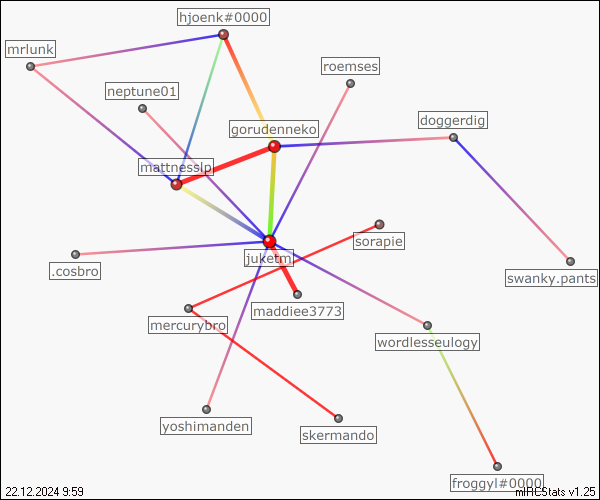 hjoenk#0000
mrlunk
roemses
neptune01
doggerdig
gorudenneko
mattnesslp
sorapie
juketm
.cosbro
swanky.pants
maddiee3773
mercurybro
wordlesseulogy
yoshimanden
skermando
froggyl#0000
22.12.2024 9:59
mIRCStats v1.25